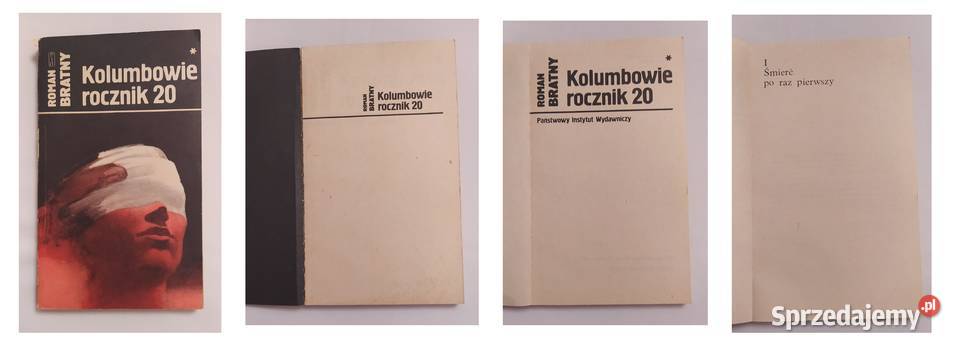 ROMAN
BRATNY
Kolumbowie
rocznik 20
*
ROMAN
BRATNY
Kolumbowie
rocznik 20
ROMAN
BRATNY
Kolumbowie
rocznik 20
*
Państwowy Instytut Wydawniczy
I
Śmierć
po raz pierwszy
Sprzedajemy.pl